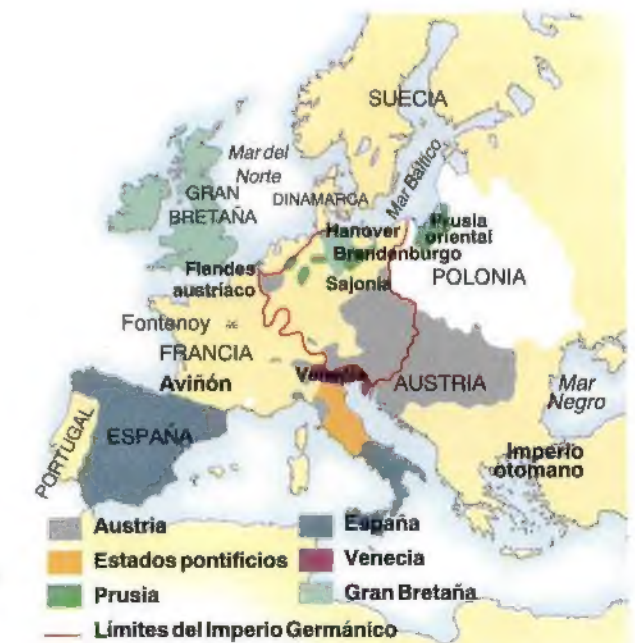 SUECIA
Mar del
Norte
Mar Báltico
GRAN
BRETAÑA
DINAMARCA
Hanover
Prusia
oriental
Brandenburgo
Flandes
austríaco
Sajonia
POLONIA
Fontenoy
FRANCIA
Venecia
Aviñón
AUSTRIA
Mar
Negro
PORTUGAL
ESPAÑA
Imperio
otomano
Austria
España
Estados pontificios
Venecia
Prusia
Gran Bretaña
Límites del Imperio Germánico